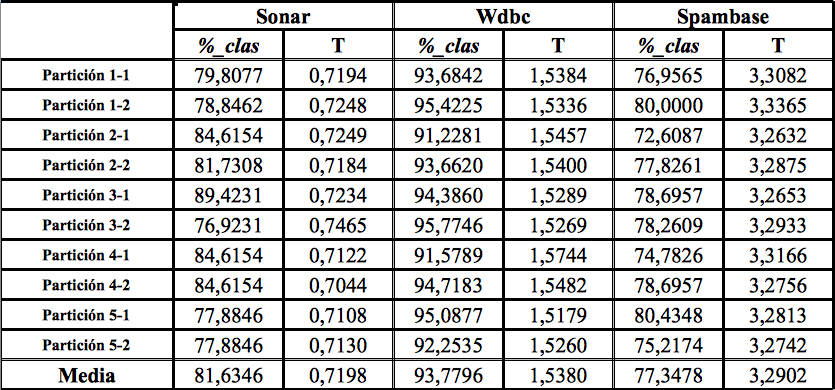 Sonar Wdbc Spambase
%_clas T %_clas T %_clas T
Partición 1-1 79,8077 0,7194 93,6842 1,5384 76,9565 3,3082
Partición 1-2 78,8462 0,7248 95,4225 1,5336 80,0000 3,3365
Partición 2-1 84,6154 0,7249 91,2281 1,5457 72,6087 3,2632
Partición 2-2 81,7308 0,7184 93,6620 1,5400 77,8261 3,2875
Partición 3-1 89,4231 0,7234 94,3860 1,5289 78,6957 3,2653
Partición 3-2 76,9231 0,7465 95,7746 1,5269 78,2609 3,2933
Partición 4-1 84,6154 0,7122 91,5789 1,5744 74,7826 3,3166
Partición 4-2 84,6154 0,7044 94,7183 1,5482 78,6957 3,2756
Partición 5-1 77,8846 0,7108 95,0877 1,5179 80,4348 3,2813
Partición 5-2 77,8846 0,7130 92,2535 1,5260 75,2174 3,2742
Media 81,6346 0,7198 93,7796 1,5380 77,3478 3,2902